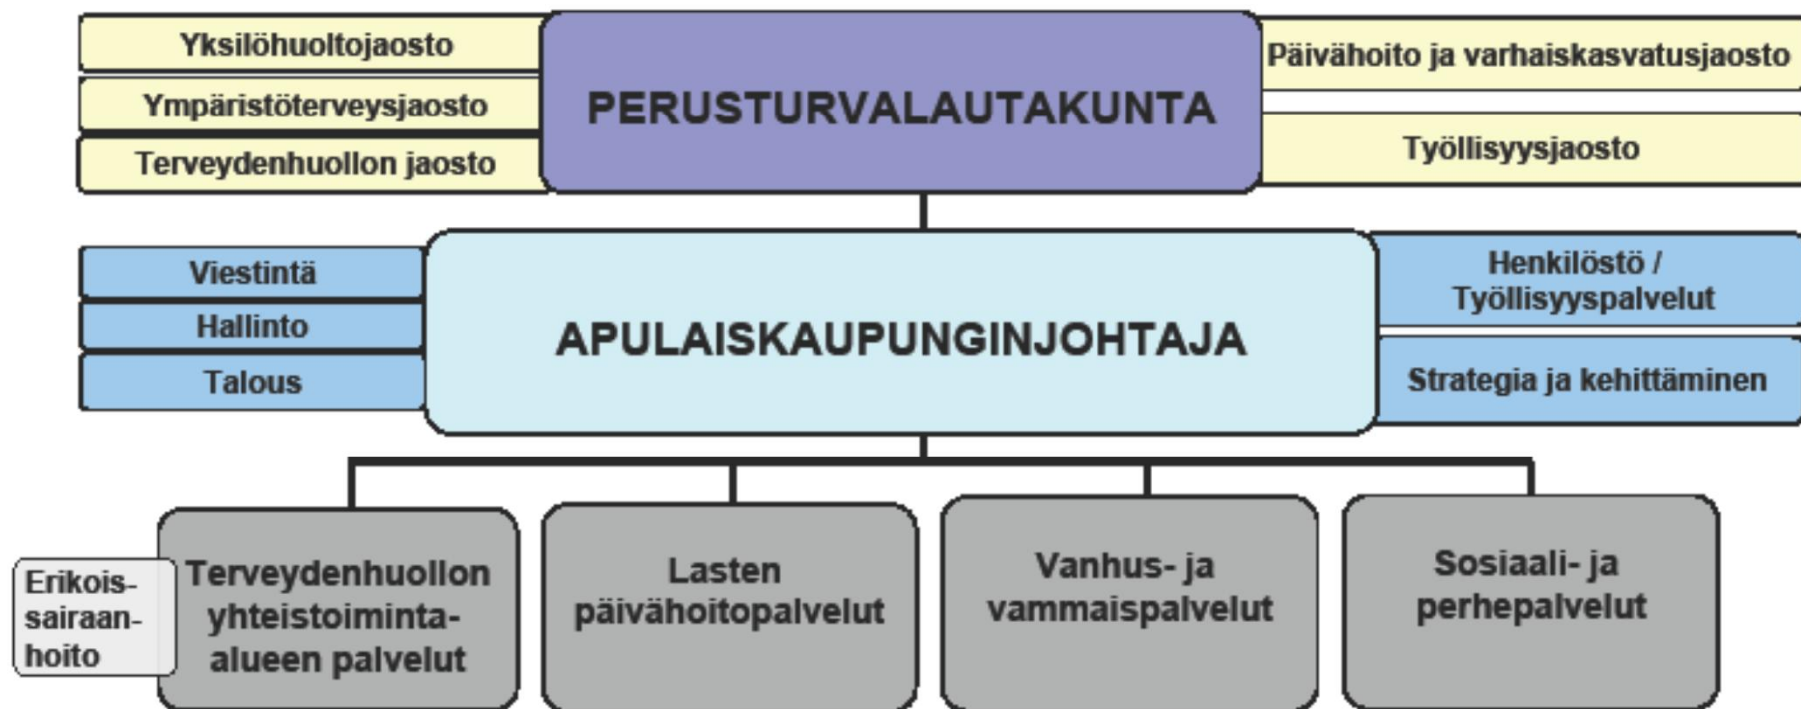 Yksilöhuoltojaosto
Ympäristöterveysjaosto
Terveydenhuollon jaosto
PERUSTURVALAUTAKUNTA
Päivähoito ja varhaiskasvatusjaosto
Työllisyysjaosto
Viestintä
Hallinto
Talous
APULAISKAUPUNGINJOHTAJA
Henkilöstö /
Työllisyyspalvelut
Strategia ja kehittäminen
Erikois-
sairaan-
hoito
Terveydenhuollon
yhteistoiminta-
alueen palvelut
Lasten
päivähoitopalvelut
Vanhus- ja
vammaispalvelut
Sosiaali- ja
perhepalvelut